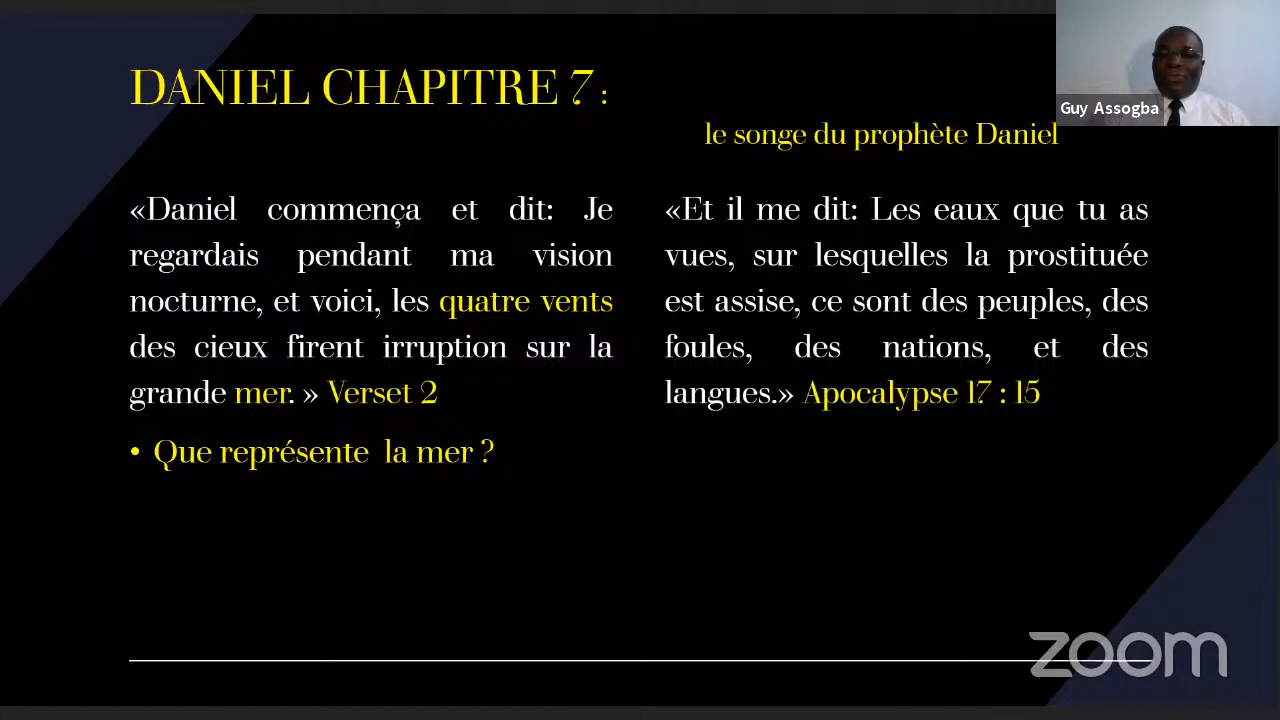 DANIEL CHAPITRE 7 :
le songe du prophète Daniel
Guy Assogba
«Daniel commença et dit: Je
regardais pendant ma vision
nocturne, et voici, les quatre vents
des cieux firent irruption sur la
grande mer. » Verset 2
• Que représente la mer ?
«Et il me dit: Les eaux que tu as
vues, sur lesquelles la prostituée
est assise, ce sont des peuples, des
foules, des nations, et des
langues.» Apocalypse 17 : 15
zoom